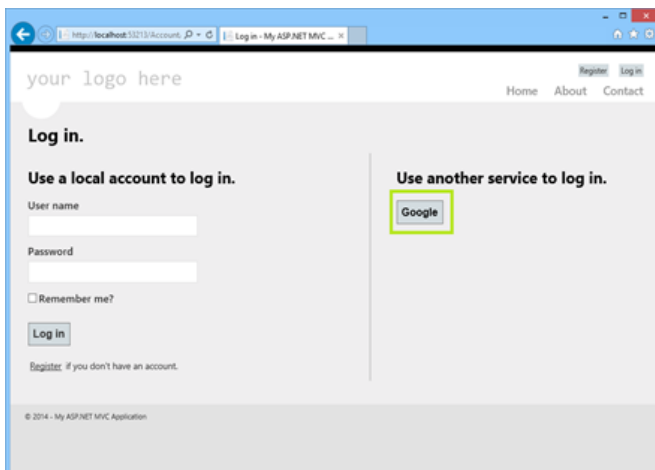 http://localhost:53213/Account.
Log in - My ASP.NET MVC ...
your logo here
Register Log in
Home About Contact
Log in.
Use a local account to log in.
User name
Password
Remember me?
Log in
Register if you don't have an account.
Use another service to log in.
Google
© 2014 - My ASP.NET MVC Application